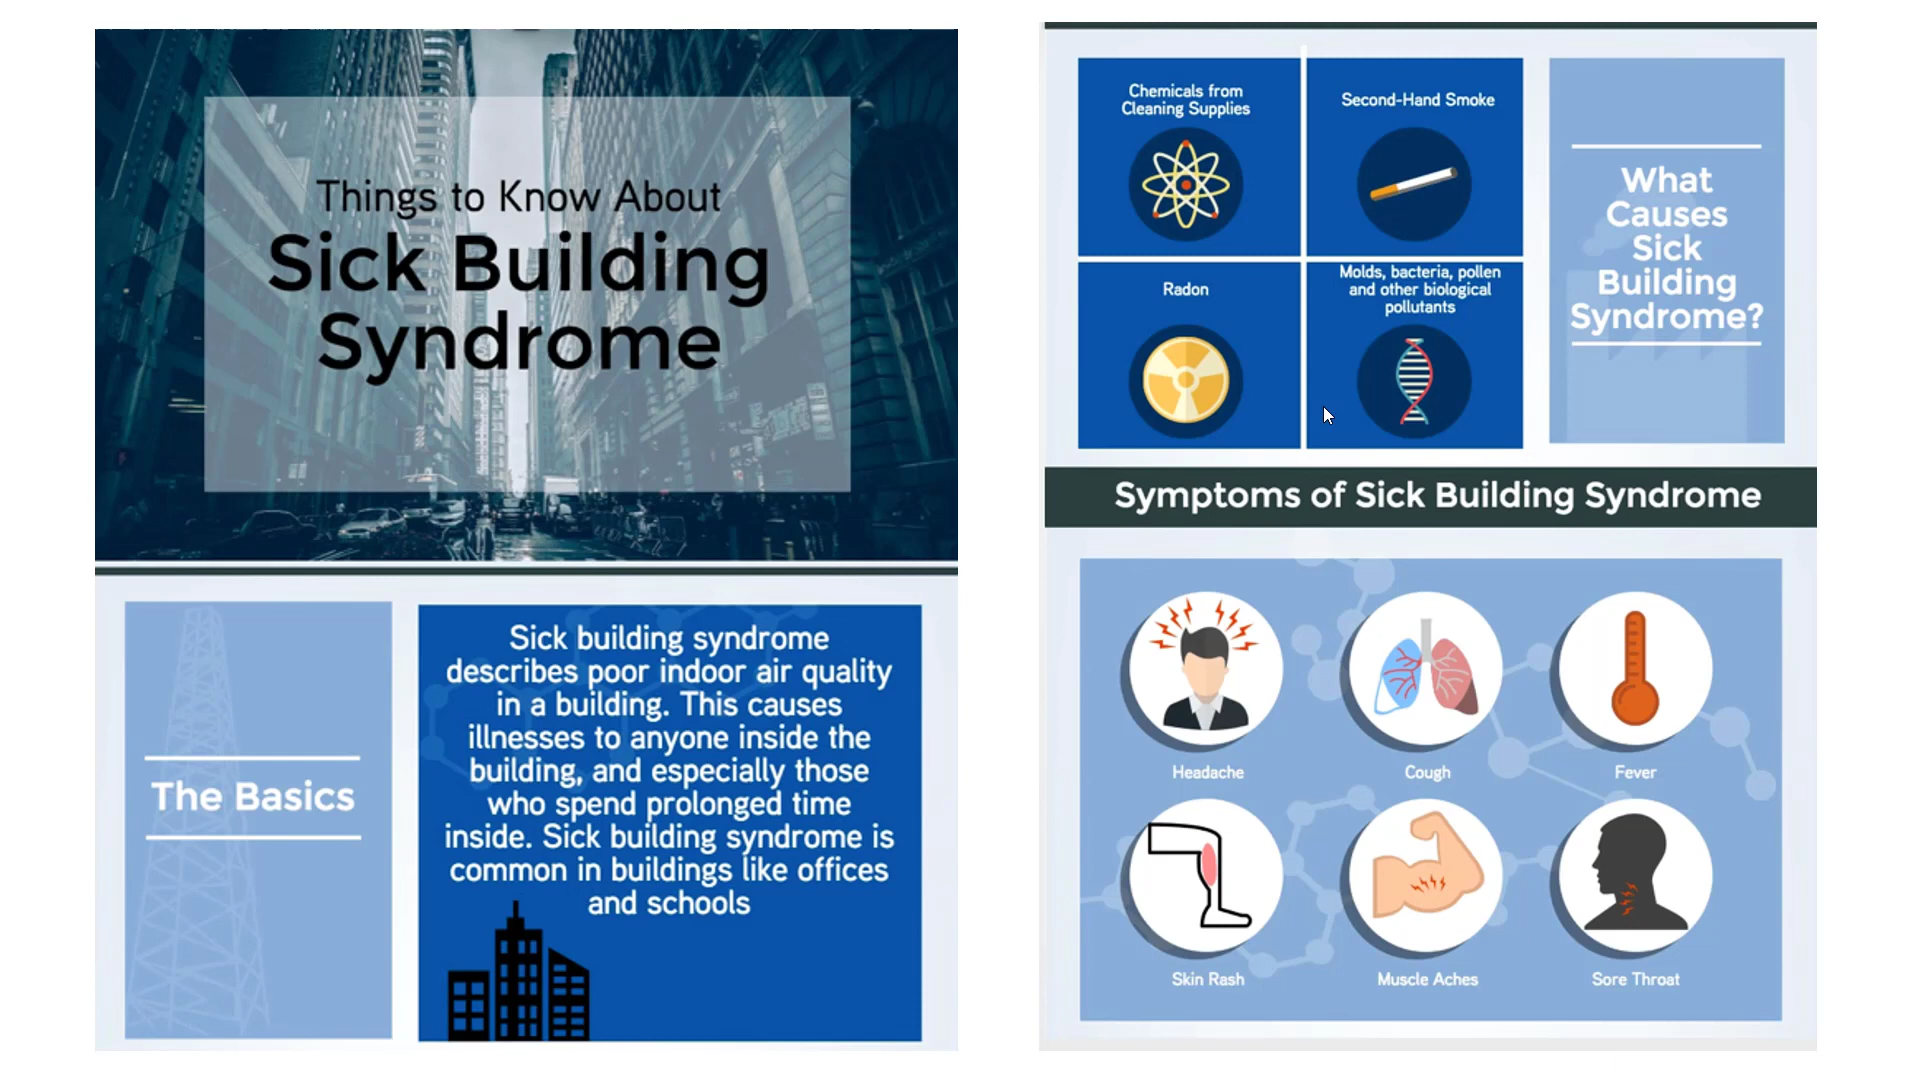 Things to Know About
Sick Building
Syndrome
The Basics
Sick building syndrome
describes poor indoor air quality
in a building. This causes
illnesses to anyone inside the
building, and especially those
who spend prolonged time
inside. Sick building syndrome is
common in buildings like offices
and schools
Chemicals from
Cleaning Supplies
Second-Hand Smoke
Radon
Molds, bacteria, pollen
and other biological
pollutants
What
Causes
Sick
Building
Syndrome?
Symptoms of Sick Building Syndrome
Headache
Cough
Fever
Skin Rash
Muscle Aches
Sore Throat